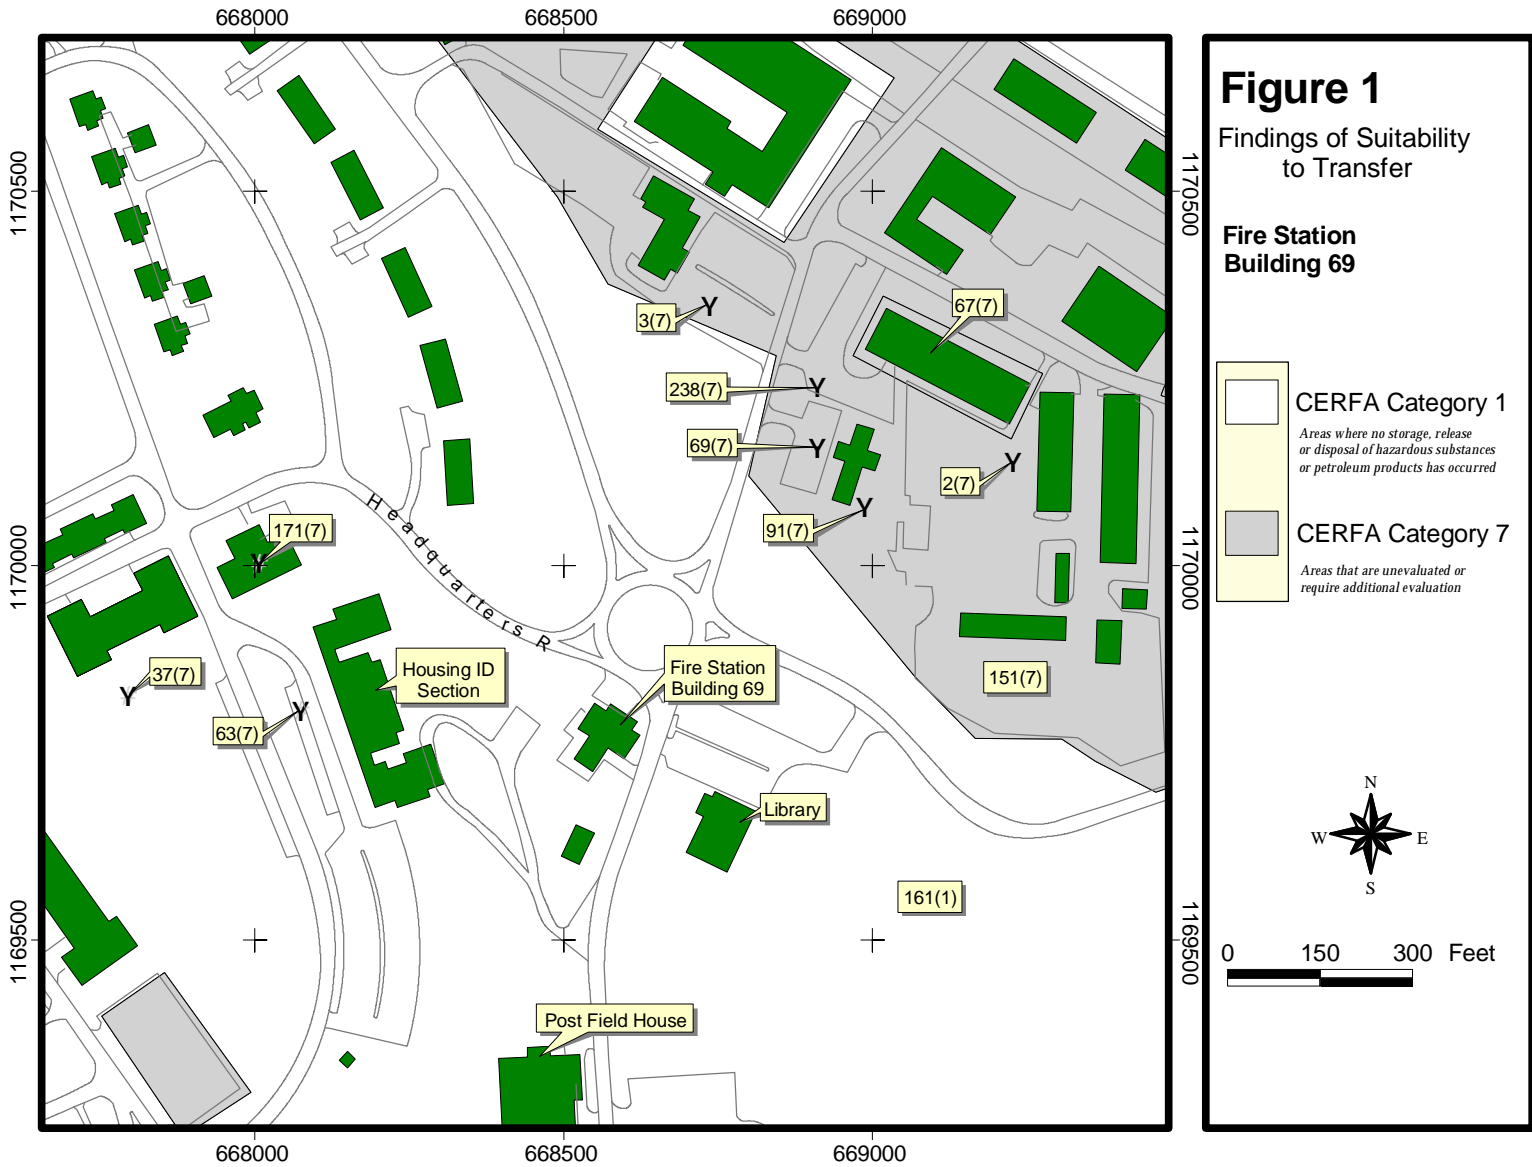 668000
668500
669000
1170500
1170000
1169500
1170500
1170000
1169500
3(7)
67(7)
238(7)
69(7)
2(7)
91(7)
171(7)
Headquarters R
37(7)
63(7)
Housing ID
Section
Fire Station
Building 69
151(7)
Library
161(1)
Post Field House
Y
Y
Y
Y
Y
Y
Y
Y
668000
668500
669000
Figure 1
Findings of Suitability
to Transfer
Fire Station
Building 69
CERFA Category 1
Areas where no storage, release
or disposal of hazardous substances
or petroleum products has occurred
CERFA Category 7
Areas that are unevaluated or
require additional evaluation
N
W E
S
0 150 300 Feet